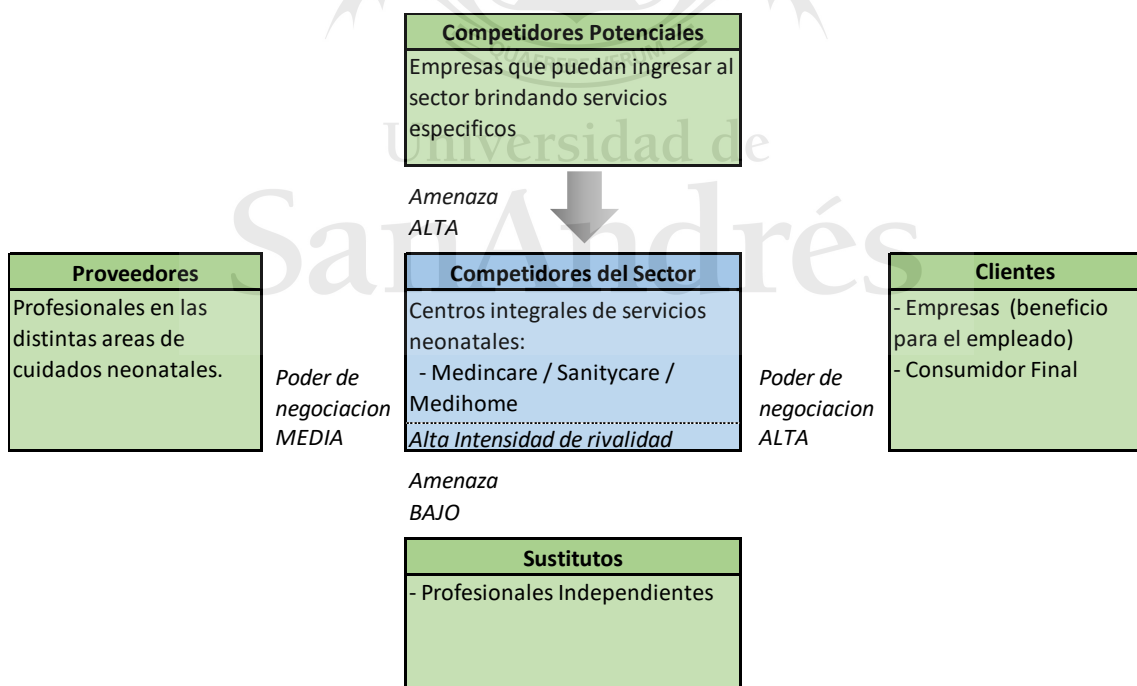 Competidores Potenciales
Empresas que puedan ingresar al
sector brindando servicios
especificos
QUAERERE VERUM
Universidad de
SanAndrés
Amenaza
ALTA
Proveedores
Profesionales en las
distintas areas de
cuidados neonatales.
Poder de
negociacion
MEDIA
Competidores del Sector
Centros integrales de servicios
neonatales:
- Medincare / Sanitycare /
Medihome
Alta Intensidad de rivalidad
Poder de
negociacion
ALTA
Clientes
- Empresas (beneficio
para el empleado)
- Consumidor Final
Amenaza
BAJO
Sustitutos
- Profesionales Independientes